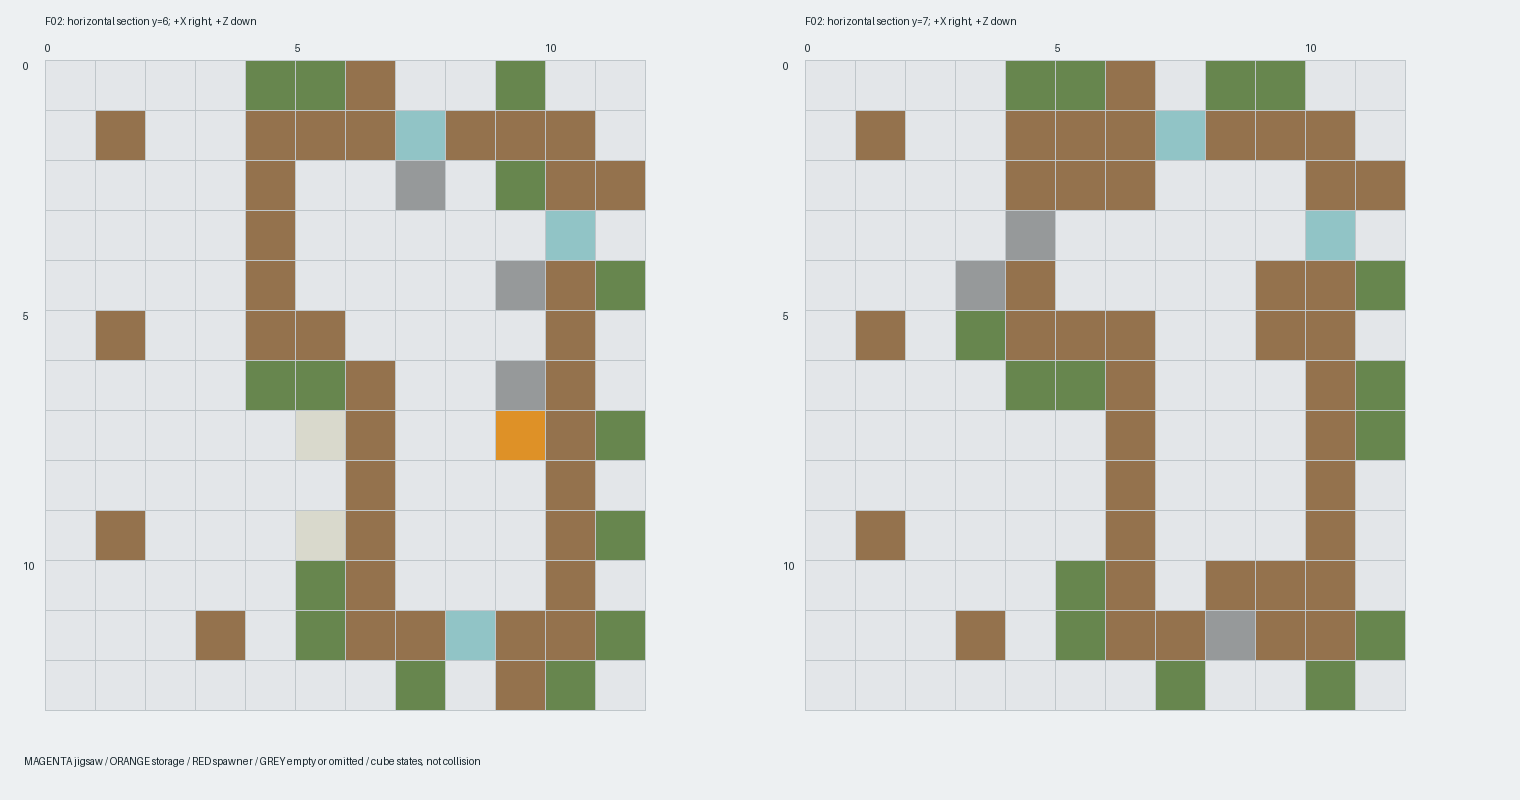 F02: horizontal section y=6; +X right, +Z down
F02: horizontal section y=7; +X right, +Z down
0 5 10
0 5 10
0
0
5
5
10
10
MAGENTA jigsaw / ORANGE storage / RED spawner / GREY empty or omitted / cube states, not collision